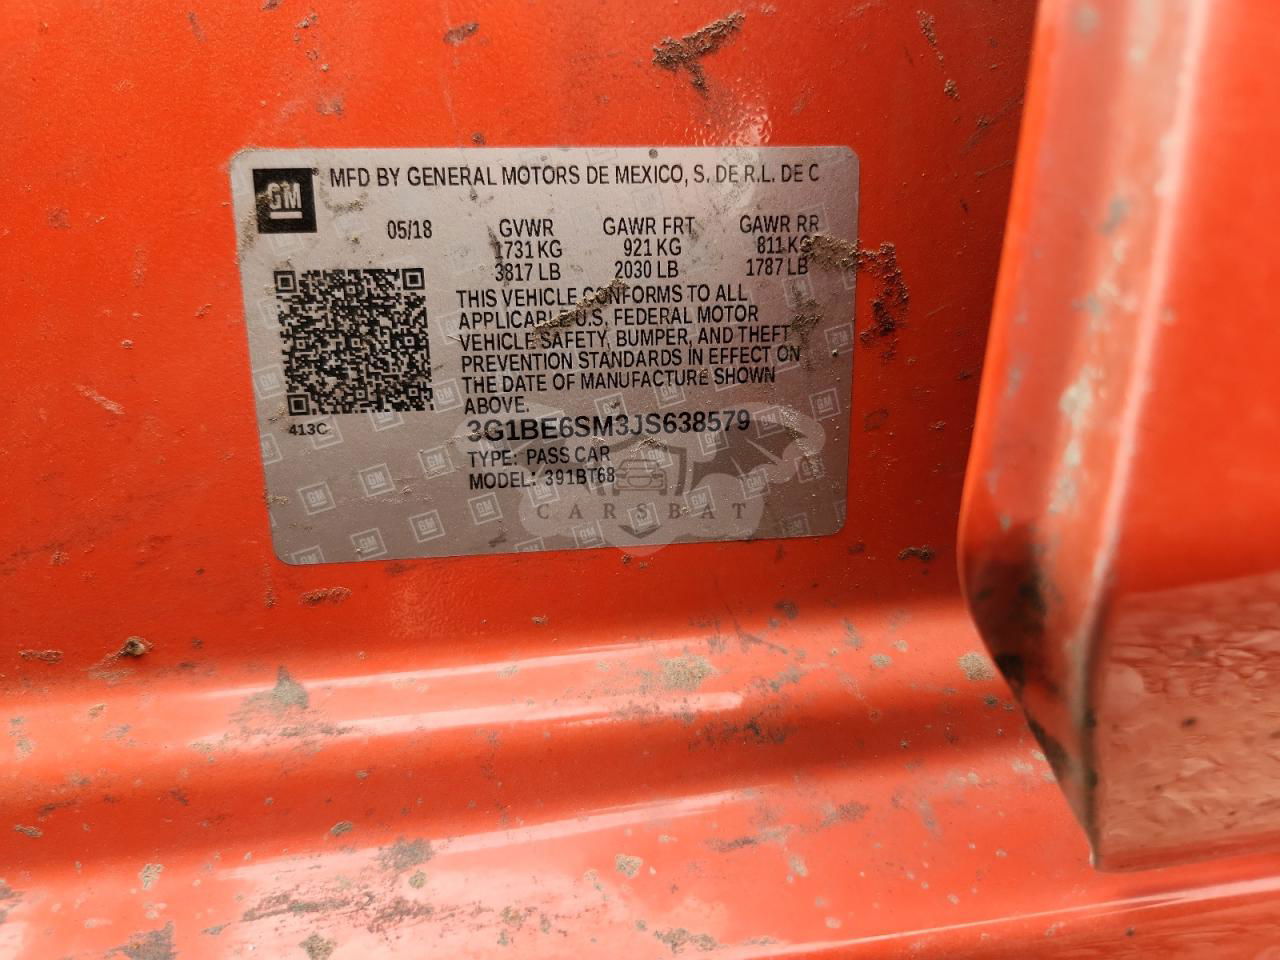 GM MFD BY GENERAL MOTORS DE MEXICO, S. DE R.L. DE C
05/18 GVWR GAWR FRT GAWR RR
1731 KG 921 KG 811 KG
3817 LB 2030 LB 1787 LB
THIS VEHICLE CONFORMS TO ALL
APPLICABLE U.S. FEDERAL MOTOR
VEHICLE SAFETY, BUMPER, AND THEFT
PREVENTION STANDARDS IN EFFECT ON
THE DATE OF MANUFACTURE SHOWN
ABOVE.
413C
3G1BE6SM3JS638579
TYPE: PASS CAR
MODEL: 391BT68
CARSBAT